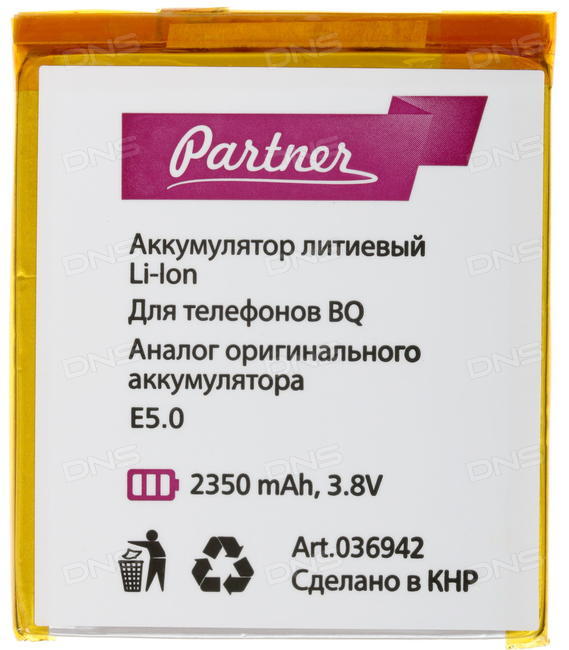 Partner
Аккумулятор литиевый
Li-Ion
Для телефонов BQ
Аналог оригинального
аккумулятора
E5.0
2350 mAh, 3.8V
Art.036942
Сделано в КНР
DNS